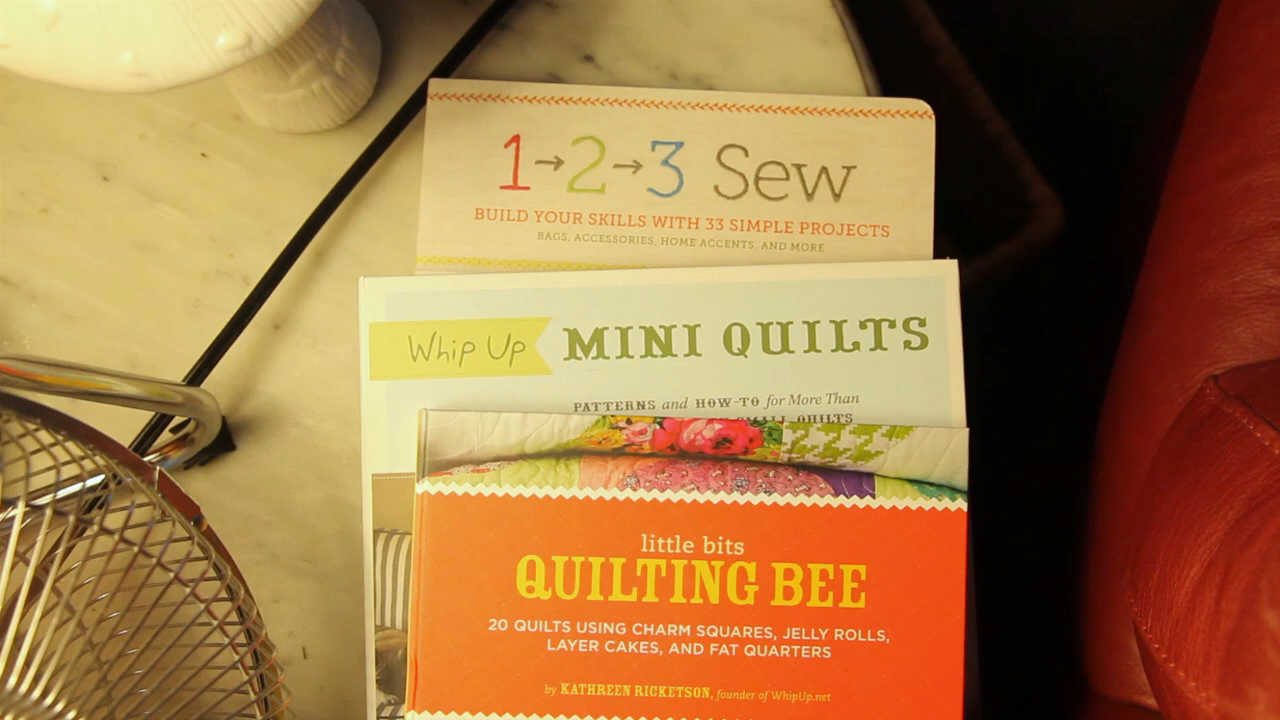 1→2→3 Sew
BUILD YOUR SKILLS WITH 33 SIMPLE PROJECTS
BAGS, ACCESSORIES, HOME ACCENTS, AND MORE
Whip Up MINI QUILTS
PATTERNS and HOW-TO for More Than
SMALL QUILTS
little bits
QUILTING BEE
20 QUILTS USING CHARM SQUARES, JELLY ROLLS,
LAYER CAKES, AND FAT QUARTERS
by KATHREEN RICKETSON, founder of WhipUp.net